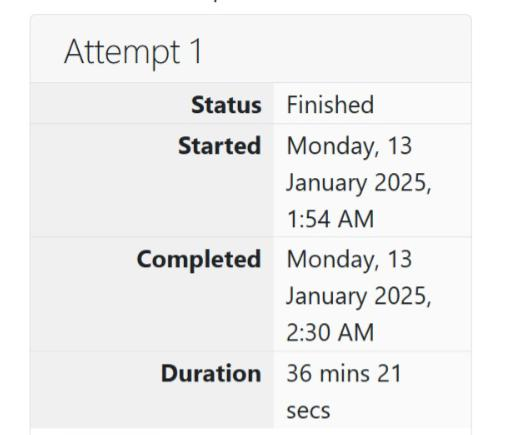 Attempt 1
Status Finished
Started Monday, 13
January 2025,
1:54 AM
Completed Monday, 13
January 2025,
2:30 AM
Duration 36 mins 21
secs